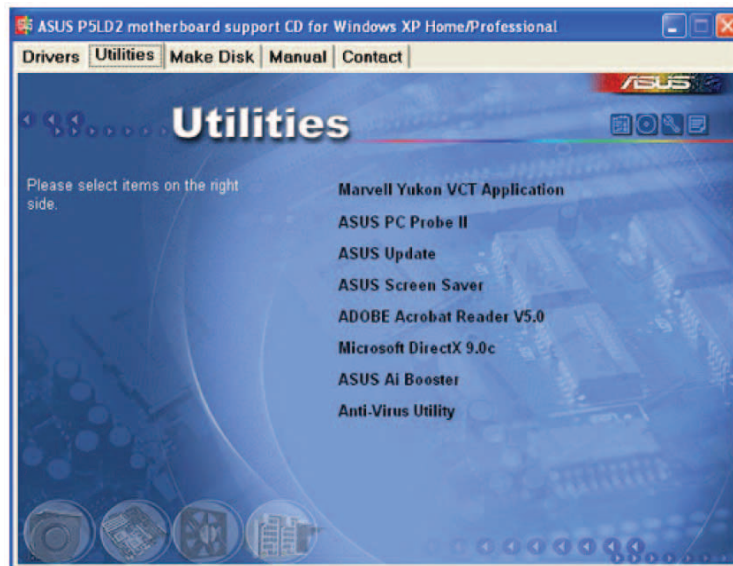 ASUS P5LD2 motherboard support CD for Windows XP Home/Professional
Drivers Utilities Make Disk Manual Contact
ASUS
Utilities
Please select items on the right
side.
Marvell Yukon VCT Application
ASUS PC Probe II
ASUS Update
ASUS Screen Saver
ADOBE Acrobat Reader V5.0
Microsoft DirectX 9.0c
ASUS Ai Booster
Anti-Virus Utility